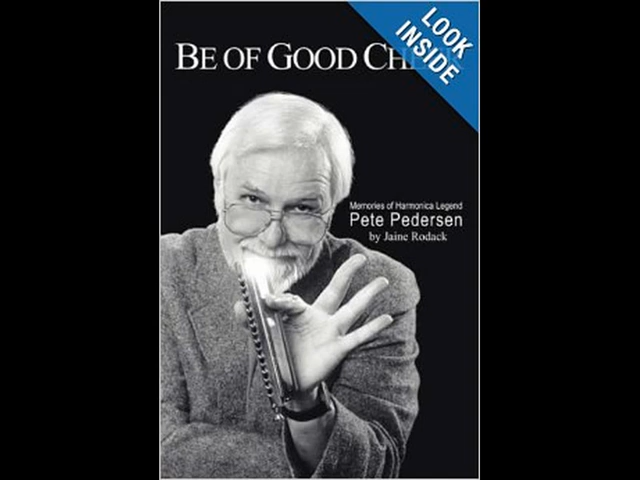 LOOK
INSIDE
BE OF GOOD CH
Memories of Harmonica Legend
Pete Pedersen
by Jaine Rodack